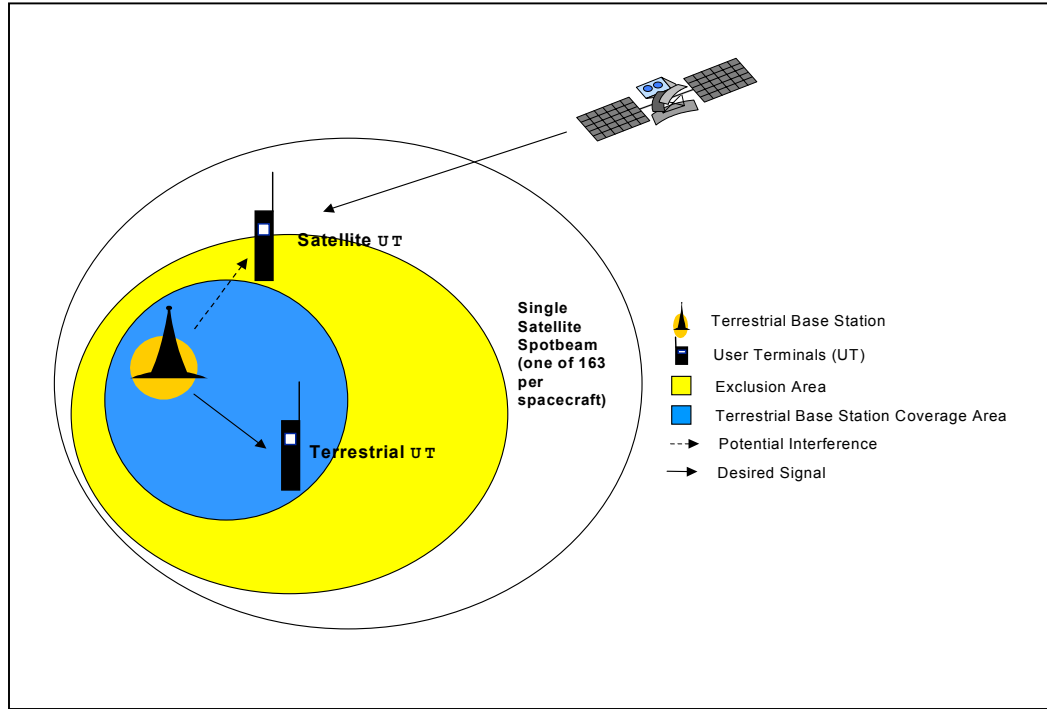 Satellite UT
Single
Satellite
Spotbeam
(one of 163
per
spacecraft)
Terrestrial UT
Terrestrial Base Station
User Terminals (UT)
Exclusion Area
Terrestrial Base Station Coverage Area
Potential Interference
Desired Signal